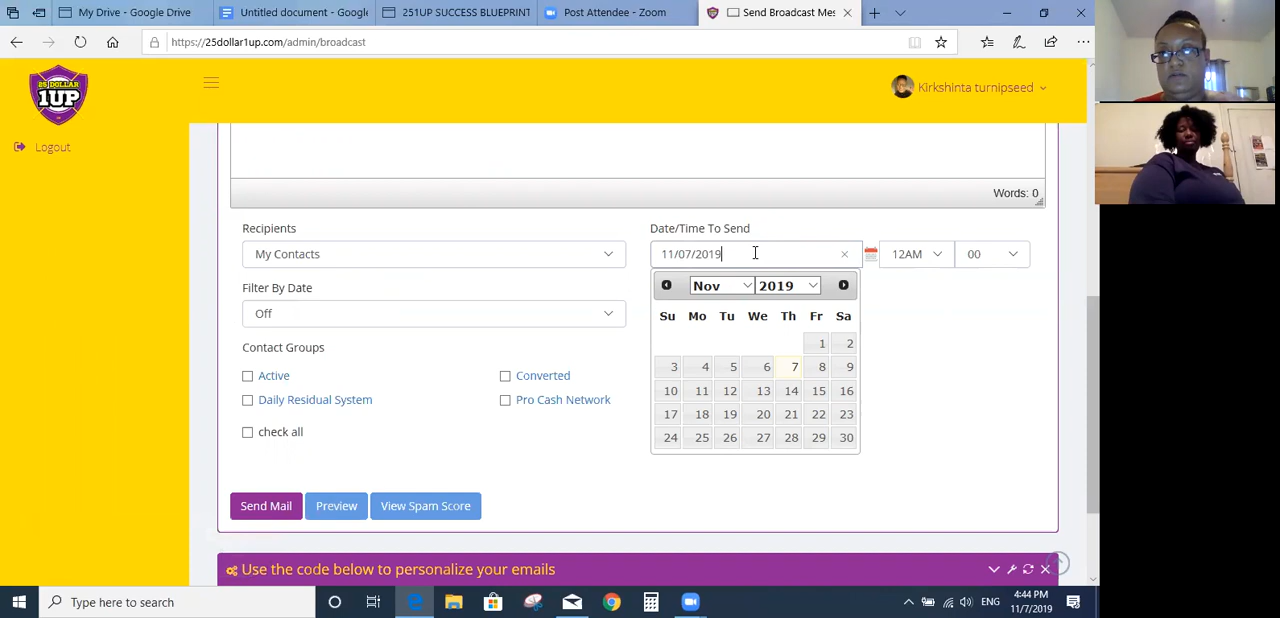 My Drive - Google Drive
Untitled document - Googl
251UP SUCCESS BLUEPRINT
Post Attendee - Zoom
Send Broadcast Mes
https://25dollar1up.com/admin/broadcast
25 DOLLAR
1UP
Kirkshinta turnipseed
Logout
Words: 0
Recipients
Date/Time To Send
My Contacts
11/07/2019
12AM
00
Filter By Date
Nov
2019
Off
Su Mo Tu We Th Fr Sa
1 2
Contact Groups
3 4 5 6 7 8 9
Active
Converted
10 11 12 13 14 15 16
Daily Residual System
Pro Cash Network
17 18 19 20 21 22 23
check all
24 25 26 27 28 29 30
Send Mail
Preview
View Spam Score
Use the code below to personalize your emails
Type here to search
ENG
4:44 PM
11/7/2019